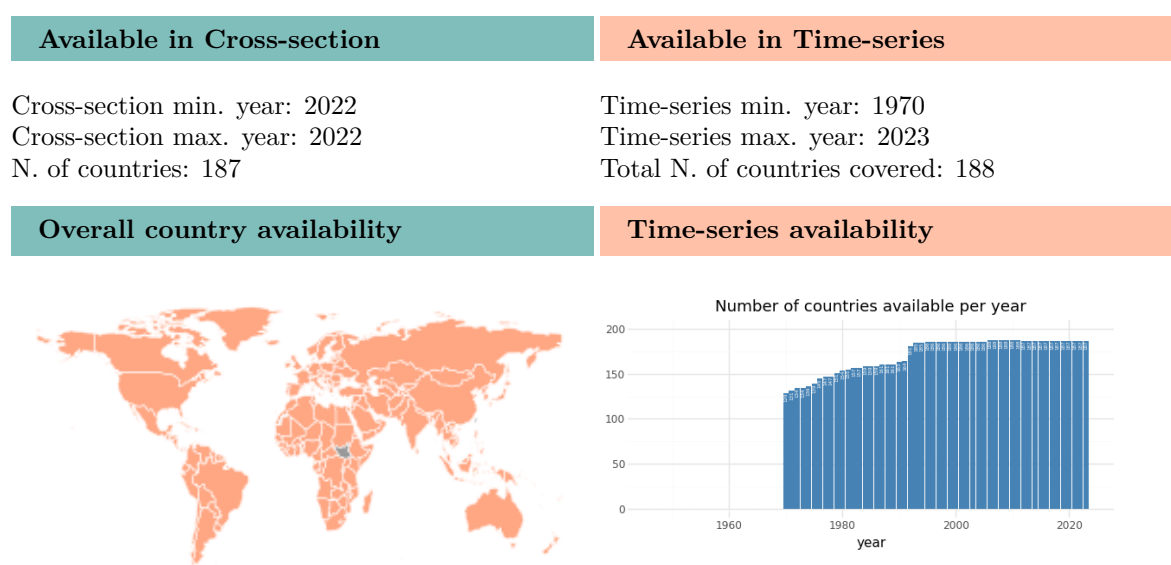 Available in Cross-section
Available in Time-series
Cross-section min. year: 2022
Cross-section max. year: 2022
N. of countries: 187
Time-series min. year: 1970
Time-series max. year: 2023
Total N. of countries covered: 188
Overall country availability
Time-series availability
Number of countries available per year
200
150
100
50
0
1960
1980
2000
2020
year